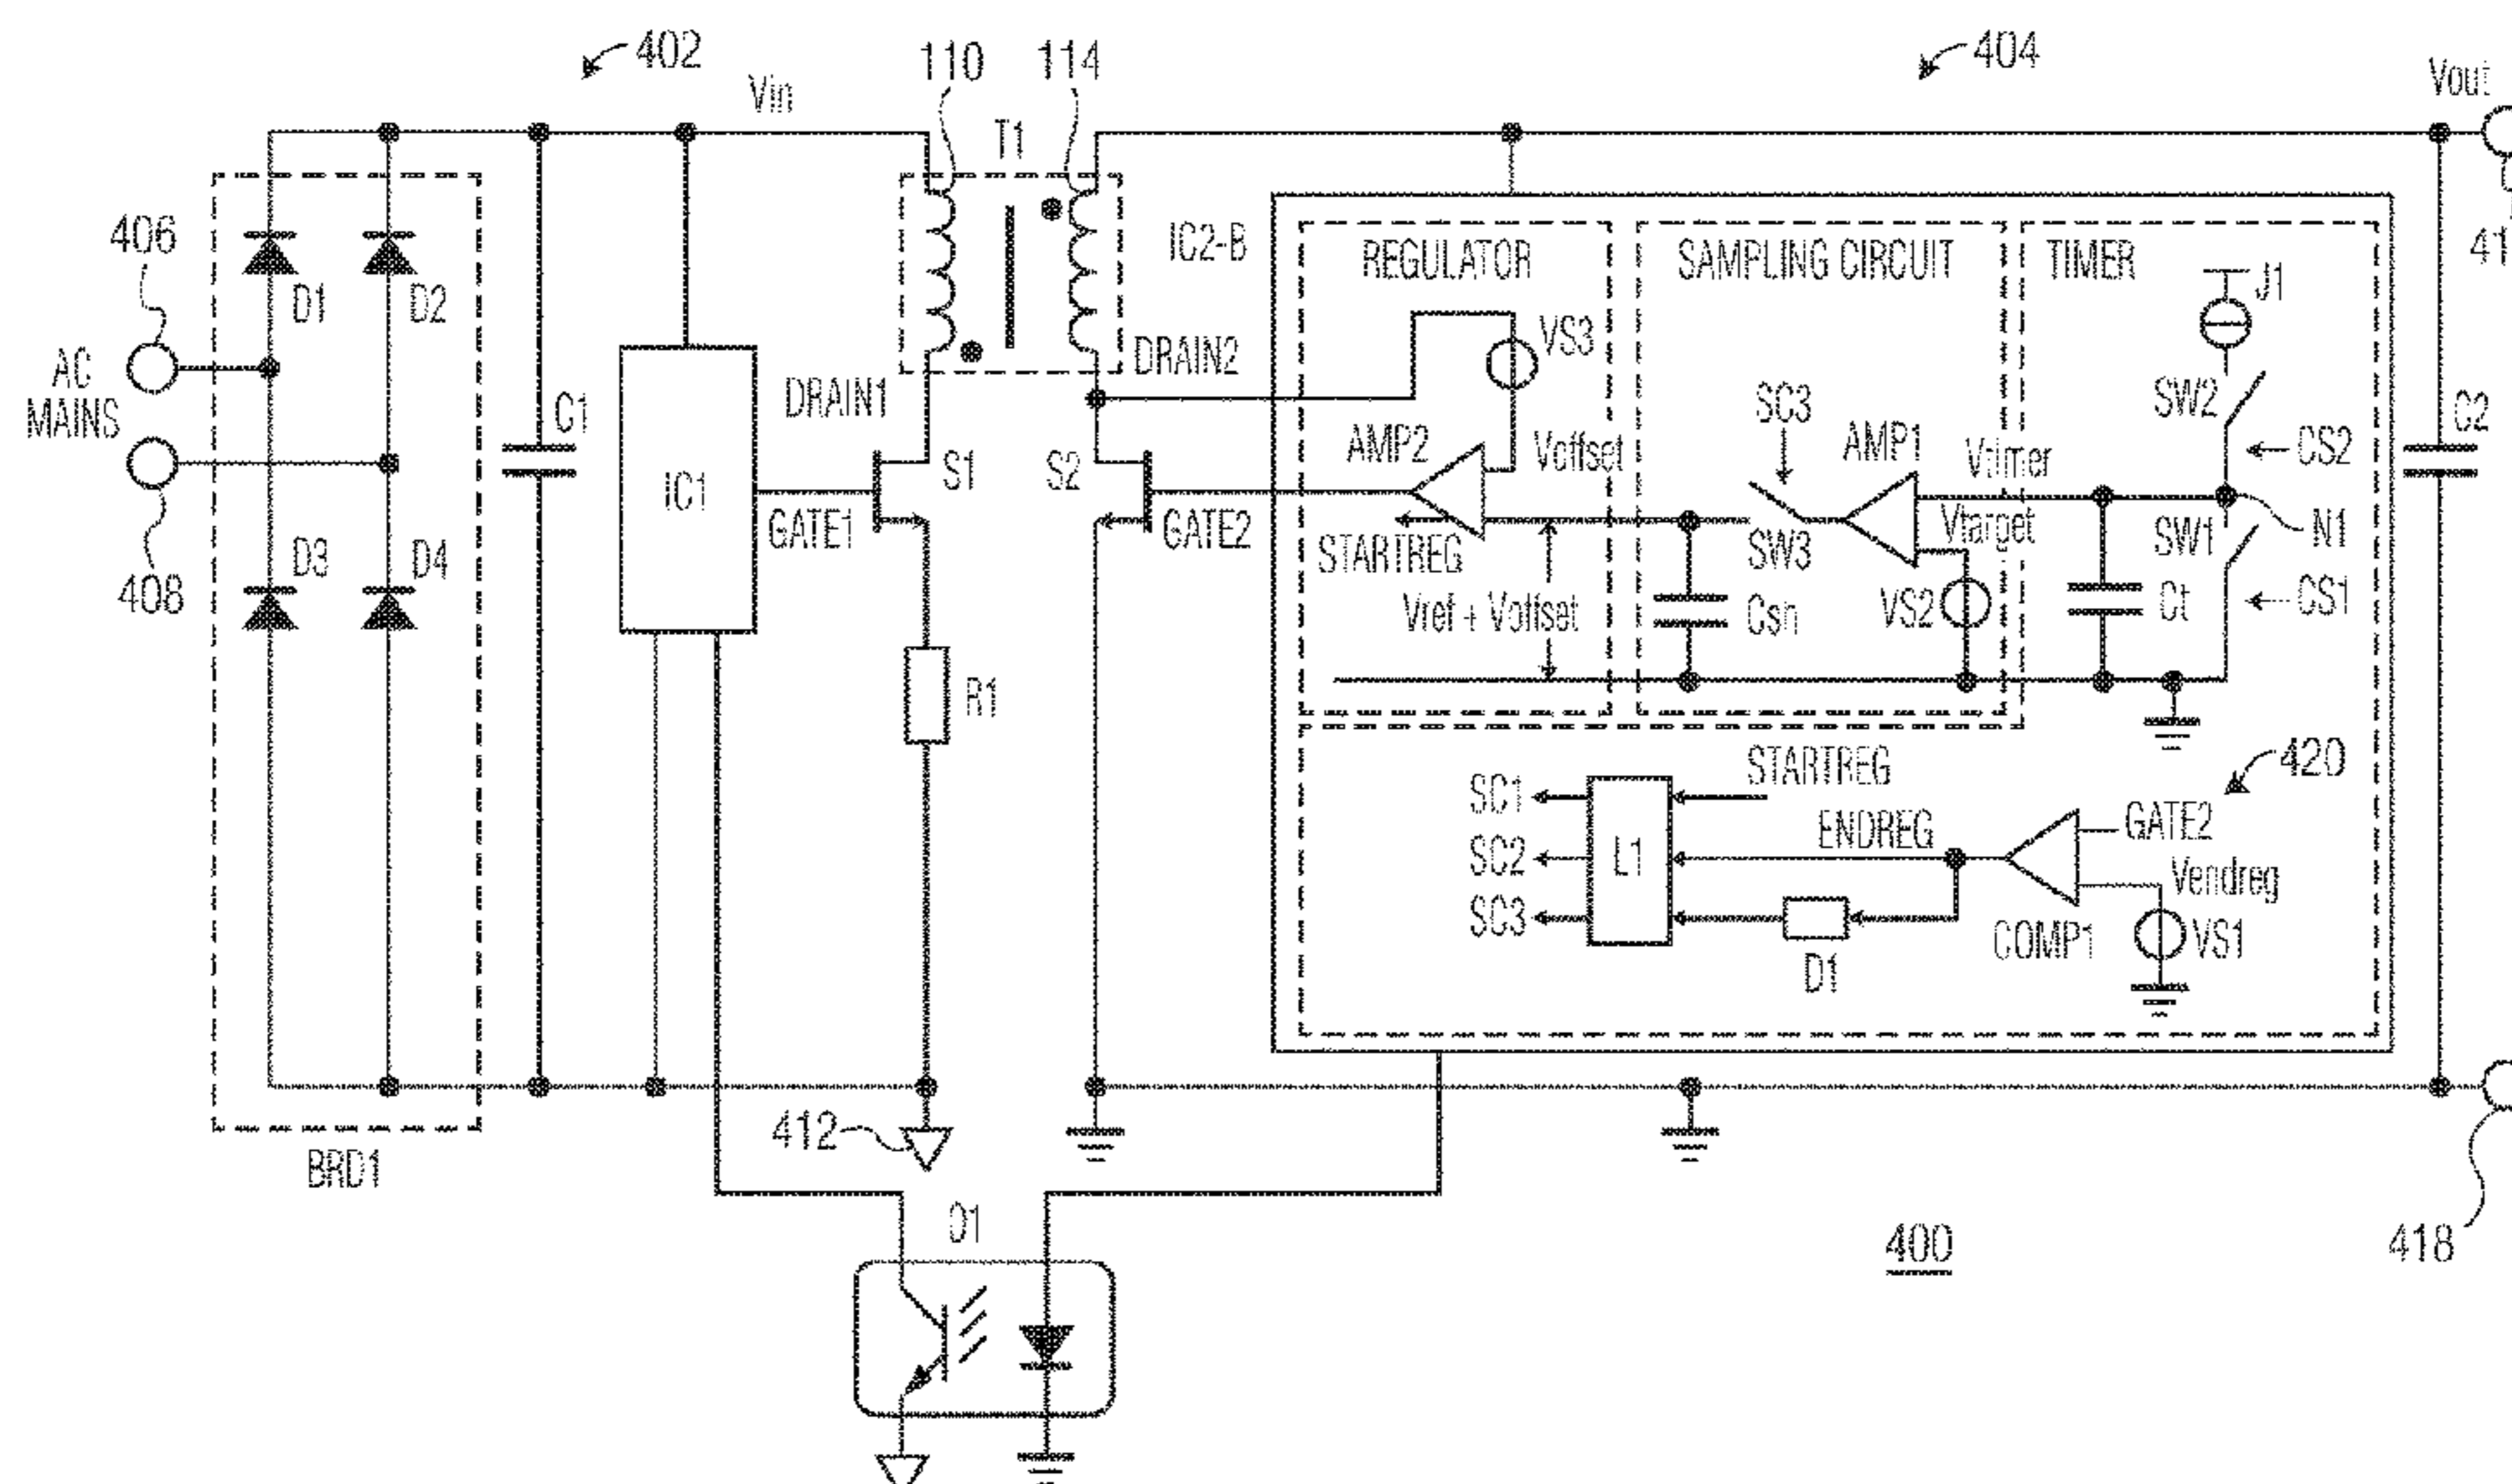 402
110
114
404
Vin
Vout
T1
406
IC2-B
REGULATOR
SAMPLING CIRCUIT
TIMER
41
D1
D2
J1
VS3
AC
MAINS
DRAIN2
C1
DRAIN1
SC3
SW2
C2
AMP2
Voffset
AMP1
Vtimer
CS2
IC1
S1
S2
Vtarget
N1
GATE1
GATE2
STARTREG
SW3
SW1
D3
D4
408
Vref + Voffset
Csh
VS2
Ct
CS1
R1
STARTREG
420
SC1
ENDREG
GATE2
SC2
L1
Vendreg
SC3
COMP1
VS1
D1
412
BRD1
O1
400
418